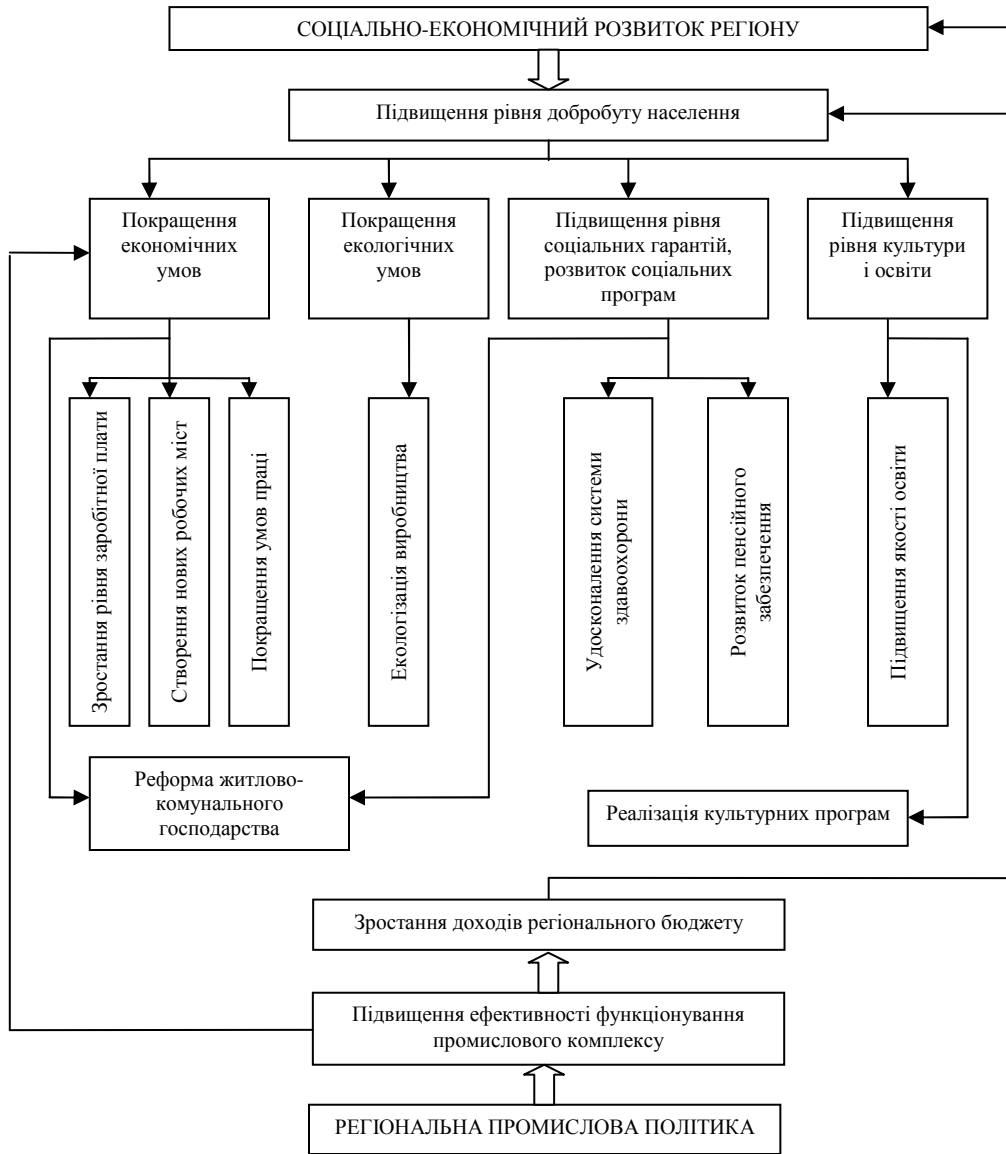 СОЦІАЛЬНО-ЕКОНОМІЧНИЙ РОЗВИТОК РЕГІОНУ
Підвищення рівня добробуту населення
Покращення
економічних
умов
Покращення
екологічних
умов
Підвищення рівня
соціальних гарантій,
розвиток соціальних
програм
Підвищення
рівня культури
і освіти
Зростання рівня заробітної плати
Створення нових робочих міст
Покращення умов праці
Екологізація виробництва
Удосконалення системи
здавоохорони
Розвиток пенсійного
забезпечення
Підвищення якості освіти
Реформа житлово-
комунального
господарства
Реалізація культурних програм
Зростання доходів регіонального бюджету
Підвищення ефективності функціонування
промислового комплексу
РЕГІОНАЛЬНА ПРОМИСЛОВА ПОЛІТИКА